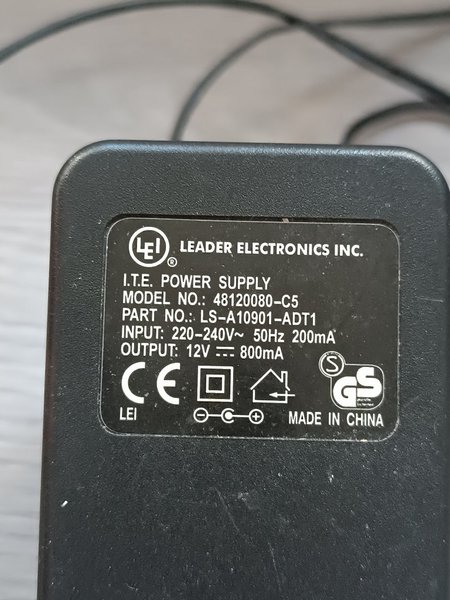 LEI ® LEADER ELECTRONICS INC.
I.T.E. POWER SUPPLY
MODEL NO.: 48120080-C5
PART NO.: LS-A10901-ADT1
INPUT: 220-240V~ 50Hz 200mA
OUTPUT: 12V ⎓ 800mA
CE S GS
LEI MADE IN CHINA